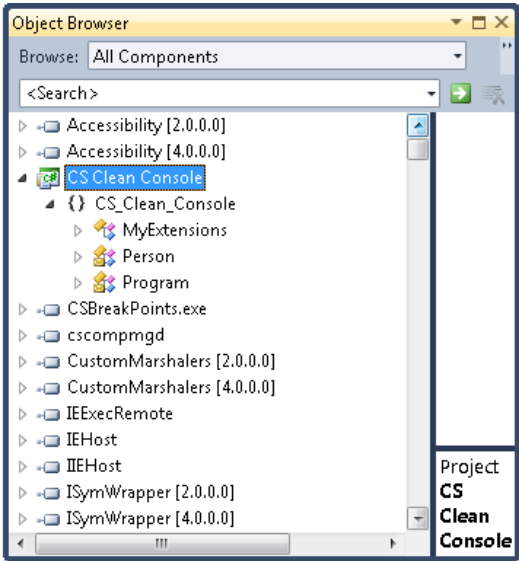 Object Browser
Browse: All Components
<Search>
Accessibility [2.0.0.0]
Accessibility [4.0.0.0]
CS Clean Console
{} CS_Clean_Console
MyExtensions
Person
Program
CSBreakPoints.exe
cscompmgd
CustomMarshalers [2.0.0.0]
CustomMarshalers [4.0.0.0]
IEExecRemote
IEHost
IIEHost
ISymWrapper [2.0.0.0]
ISymWrapper [4.0.0.0]
Project
CS
Clean
Console